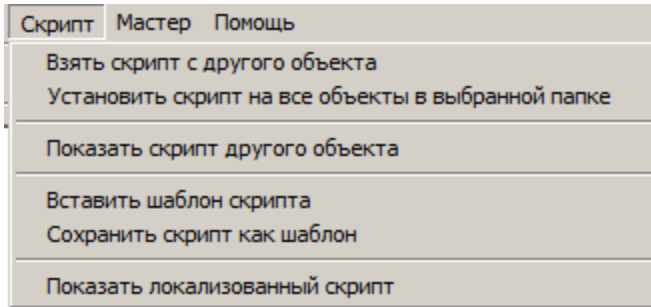 Скрипт Мастер Помощь
Взять скрипт с другого объекта
Установить скрипт на все объекты в выбранной папке
Показать скрипт другого объекта
Вставить шаблон скрипта
Сохранить скрипт как шаблон
Показать локализованный скрипт